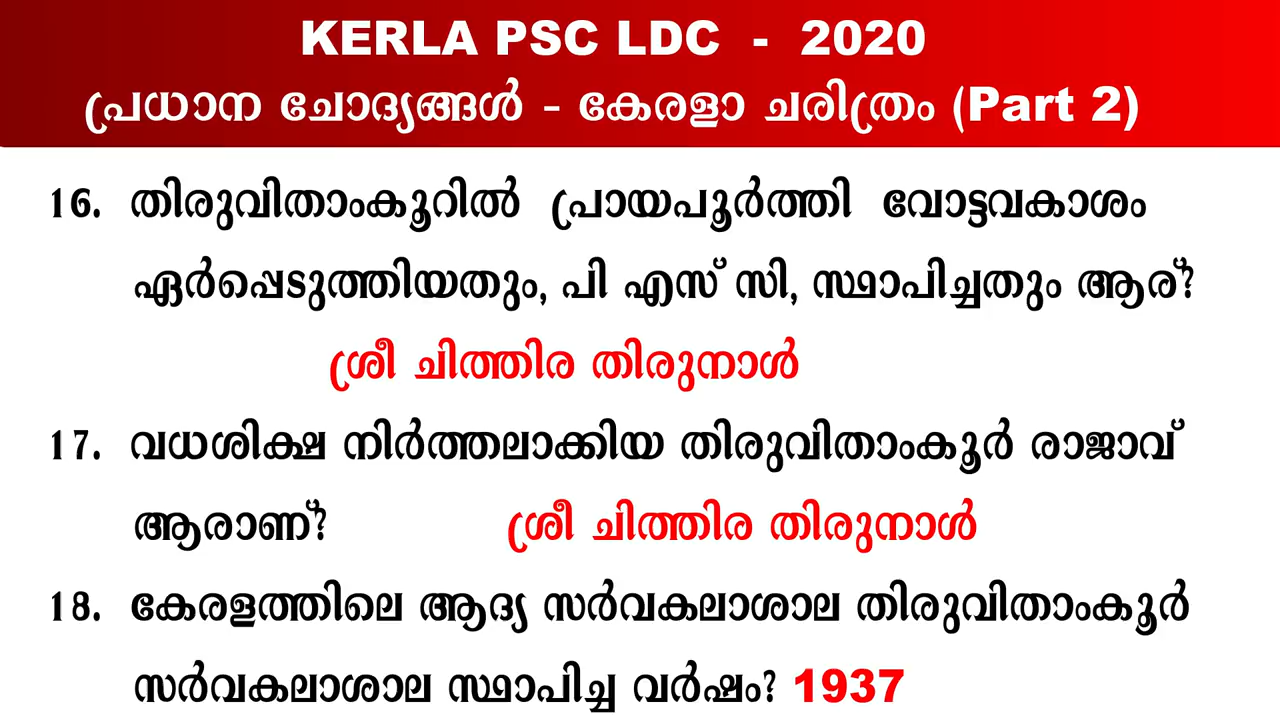 KERLA PSC LDC - 2020
പ്രധാന ചോദ്യങ്ങൾ - കേരളാ ചരിത്രം (Part 2)
16. തിരുവിതാംകൂറിൽ പ്രായപൂർത്തി വോട്ടവകാശം
ഏർപ്പെടുത്തിയതും, പി എസ് സി, സ്ഥാപിച്ചതും ആര്?
ശ്രീ ചിത്തിര തിരുനാൾ
17. വധശിക്ഷ നിർത്തലാക്കിയ തിരുവിതാംകൂർ രാജാവ്
ആരാണ്? ശ്രീ ചിത്തിര തിരുനാൾ
18. കേരളത്തിലെ ആദ്യ സർവകലാശാല തിരുവിതാംകൂർ
സർവകലാശാല സ്ഥാപിച്ച വർഷം? 1937